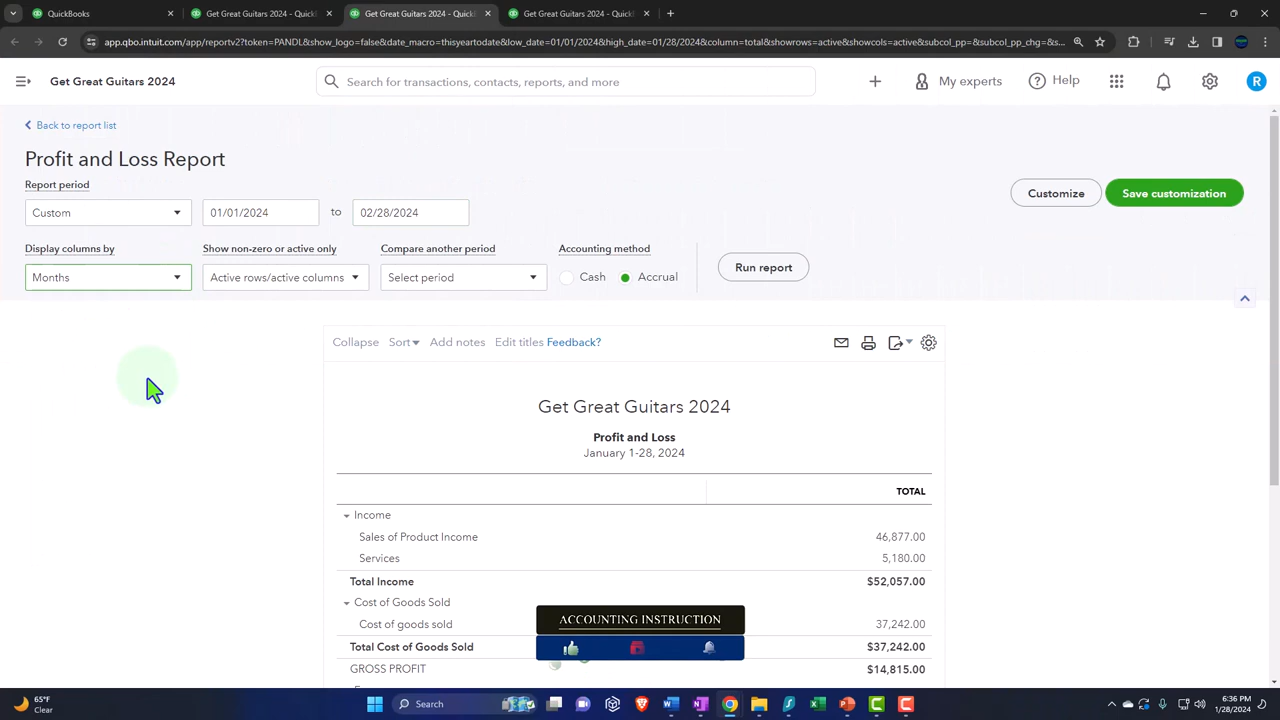 QuickBooks
Get Great Guitars 2024 - Quick
Get Great Guitars 2024 - Quick
Get Great Guitars 2024 - QuickB
app.qbo.intuit.com/app/reportv2?token=PANDL&show_logo=false&date_macro=thisyeartodate&low_date=01/01/2024&high_date=01/28/2024&column=total&showrows=active&showcols=active&subcol_pp=&subcol_pp_chg=&s...
Get Great Guitars 2024
Search for transactions, contacts, reports, and more
My experts
Help
R
Back to report list
Profit and Loss Report
Report period
Custom
01/01/2024
to
02/28/2024
Customize
Save customization
Display columns by
Show non-zero or active only
Compare another period
Accounting method
Months
Active rows/active columns
Select period
Cash
Accrual
Run report
Collapse
Sort
Add notes
Edit titles
Feedback?
Get Great Guitars 2024
Profit and Loss
January 1-28, 2024
TOTAL
Income
Sales of Product Income 46,877.00
Services 5,180.00
Total Income $52,057.00
Cost of Goods Sold
Cost of goods sold 37,242.00
Total Cost of Goods Sold $37,242.00
GROSS PROFIT $14,815.00
ACCOUNTING INSTRUCTION
65°F
Clear
Search
6:36 PM
1/28/2024